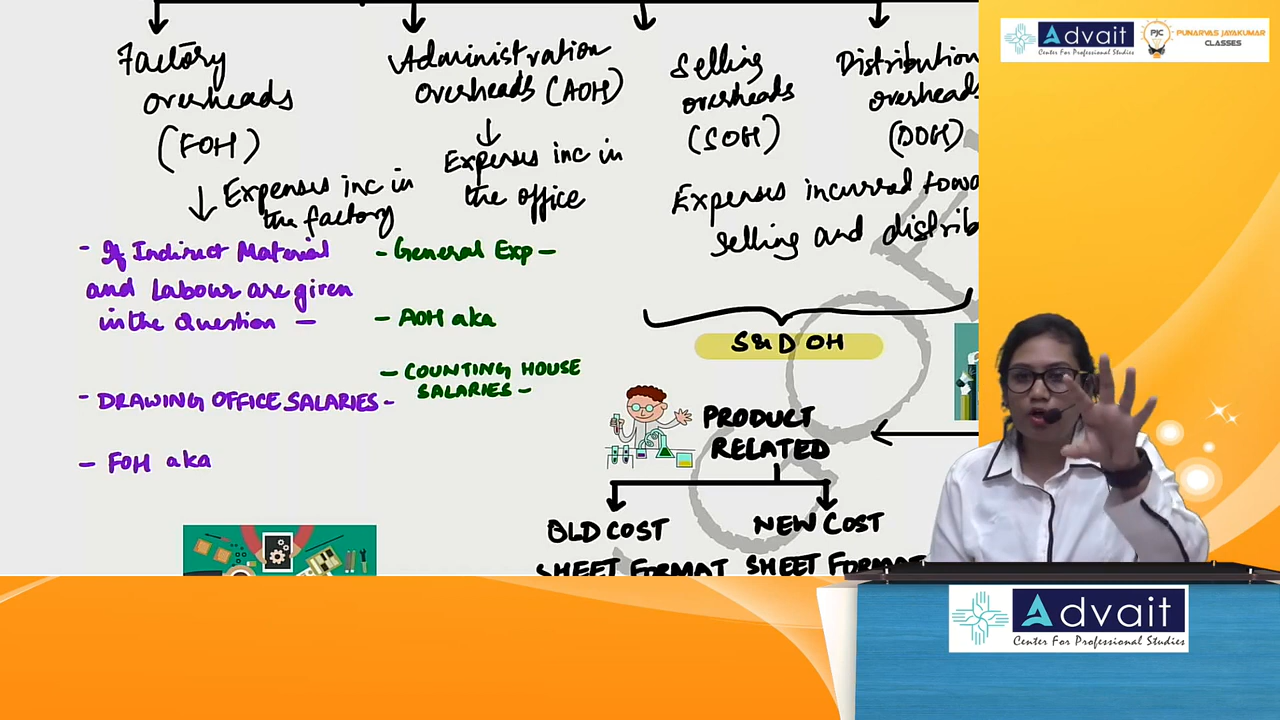 Factory
overheads
(FOH)
Expenses inc in
the factory
- If Indirect Material
and Labour are given
in the Question -
- DRAWING OFFICE SALARIES -
- FOH aka
Administration
overheads (AOH)
Expenses inc in
the office
- General Exp -
- AOH aka
- COUNTING HOUSE
SALARIES -
Selling
overheads
(SOH)
Distribution
overheads
(DOH)
Expenses incurred
selling and
S & D OH
PRODUCT
RELATED
OLD COST
SHEET FORMAT
NEW COST
SHEET FORMAT
Advait
Center For Professional Studies
PJC
PUNARVAS JAYAKUMAR
CLASSES
Advait
Center For Professional Studies